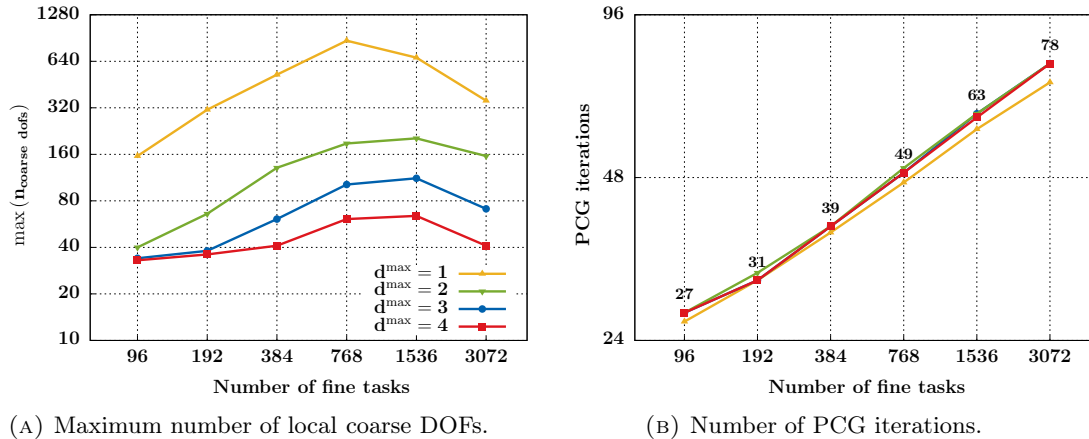 1280
640
320
160
80
40
20
10
max (n_coarse dofs)
d^max = 1
d^max = 2
d^max = 3
d^max = 4
96 192 384 768 1536 3072
Number of fine tasks
(A) Maximum number of local coarse DOFs.
96
48
24
PCG iterations
27
31
39
49
63
78
96 192 384 768 1536 3072
Number of fine tasks
(B) Number of PCG iterations.